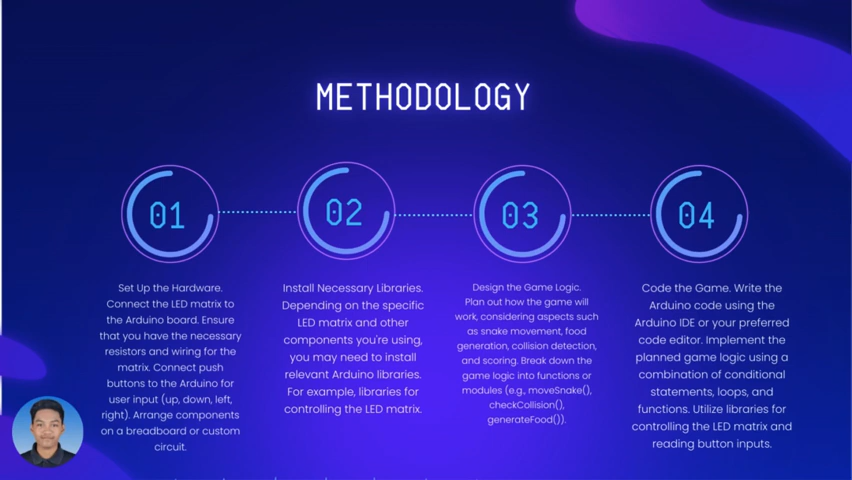 METHODOLOGY
01
Set Up the Hardware.
Connect the LED matrix to
the Arduino board. Ensure
that you have the necessary
resistors and wiring for the
matrix. Connect push
buttons to the Arduino for
user input (up, down, left,
right). Arrange components
on a breadboard or custom
circuit.
02
Install Necessary Libraries.
Depending on the specific
LED matrix and other
components you're using,
you may need to install
relevant Arduino libraries.
For example, libraries for
controlling the LED matrix.
03
Design the Game Logic.
Plan out how the game will
work, considering aspects such
as snake movement, food
generation, collision detection,
and scoring. Break down the
game logic into functions or
modules (e.g., moveSnake(),
checkCollision(),
generateFood()).
04
Code the Game. Write the
Arduino code using the
Arduino IDE or your preferred
code editor. Implement the
planned game logic using a
combination of conditional
statements, loops, and
functions. Utilize libraries for
controlling the LED matrix and
reading button inputs.